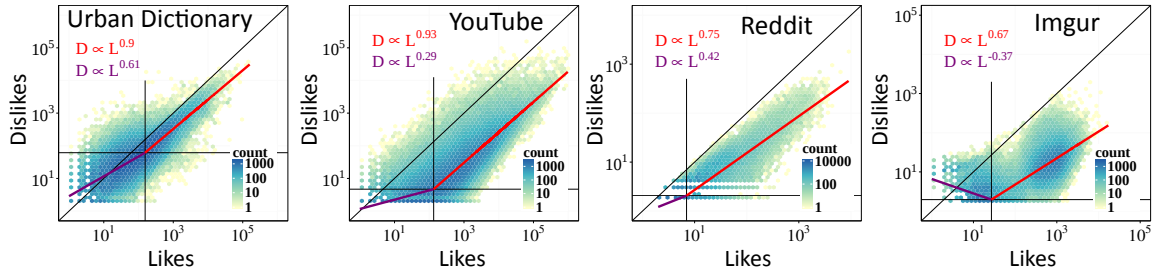 Urban Dictionary
D ∝ L^0.9
D ∝ L^0.61
Dislikes
10^5
10^3
10^1
count
1000
100
10
1
10^1 10^3 10^5
Likes
YouTube
D ∝ L^0.93
D ∝ L^0.29
Dislikes
10^5
10^3
10^1
count
1000
100
10
1
10^1 10^3 10^5
Likes
Reddit
D ∝ L^0.75
D ∝ L^0.42
Dislikes
10^3
10^1
count
10000
100
1
10^1 10^3
Likes
Imgur
D ∝ L^0.67
D ∝ L^-0.37
Dislikes
10^5
10^3
10^1
count
1000
100
10
1
10^1 10^3 10^5
Likes